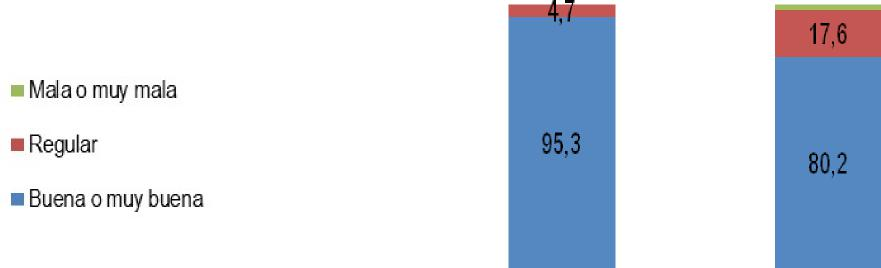 4,7
17,6
Mala o muy mala
Regular
95,3
80,2
Buena o muy buena